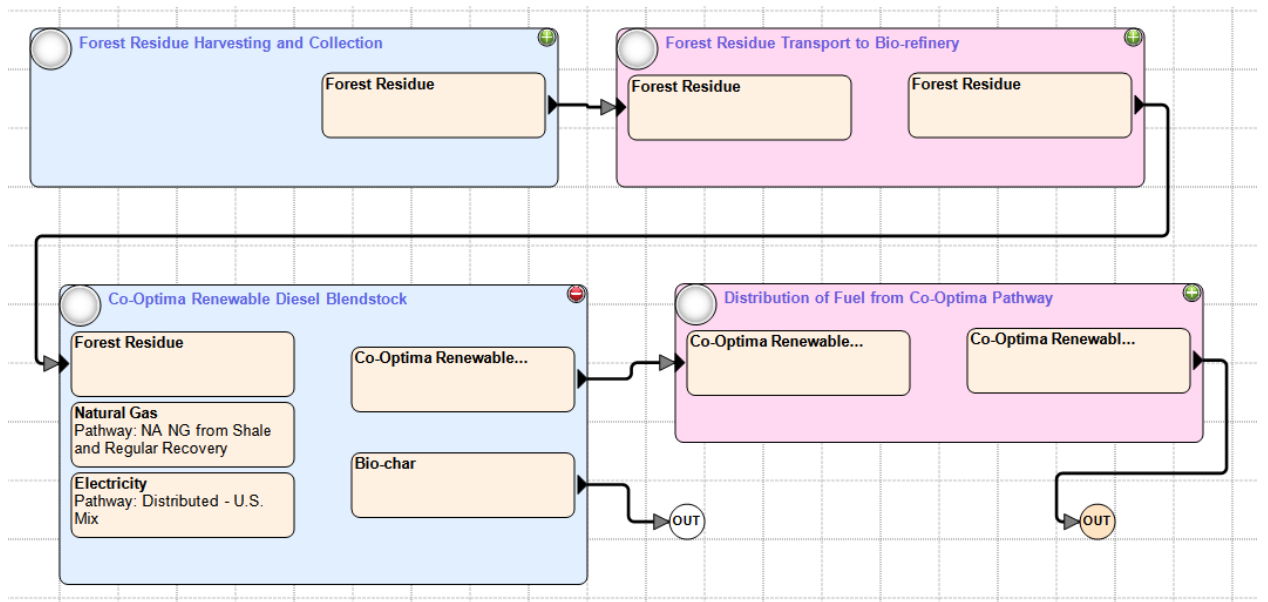 Forest Residue Harvesting and Collection
Forest Residue
Forest Residue Transport to Bio-refinery
Forest Residue
Forest Residue
Co-Optima Renewable Diesel Blendstock
Forest Residue
Natural Gas
Pathway: NA NG from Shale
and Regular Recovery
Electricity
Pathway: Distributed - U.S.
Mix
Co-Optima Renewable...
Bio-char
OUT
Distribution of Fuel from Co-Optima Pathway
Co-Optima Renewable...
Co-Optima Renewabl...
OUT